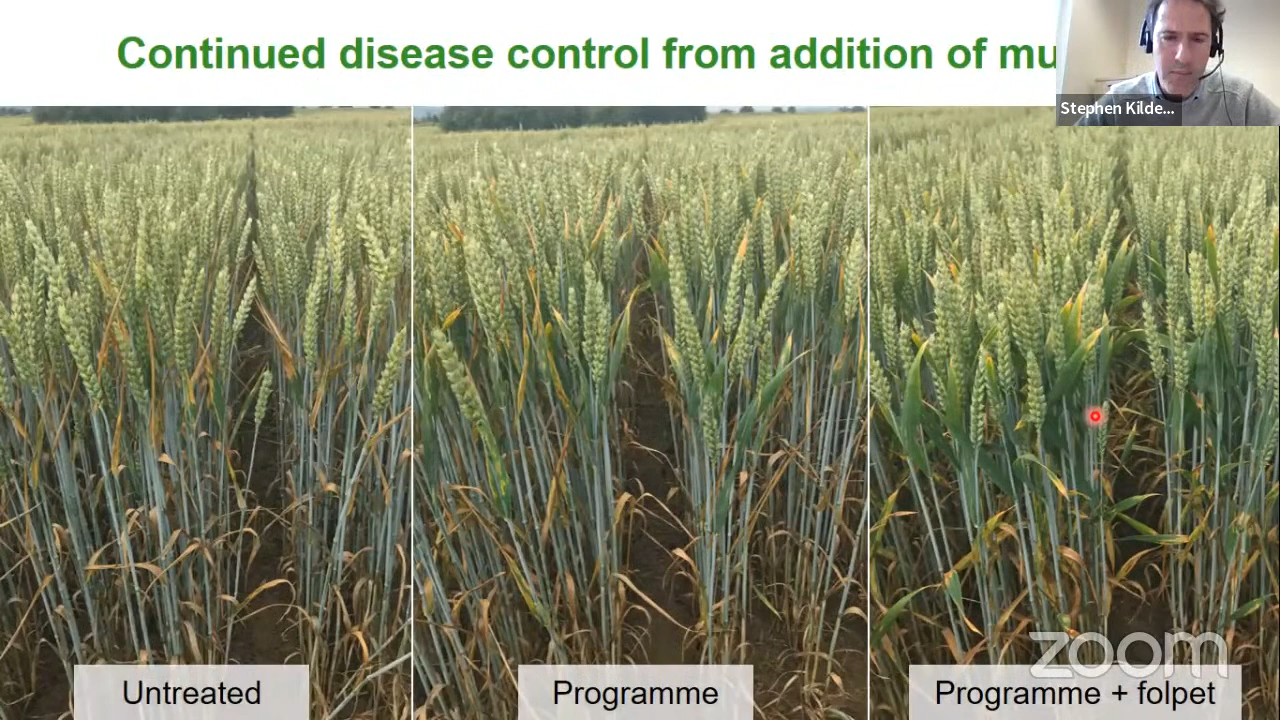 Continued disease control from addition of mu
Stephen Kilde...
Untreated
Programme
Programme + folpet
zoom